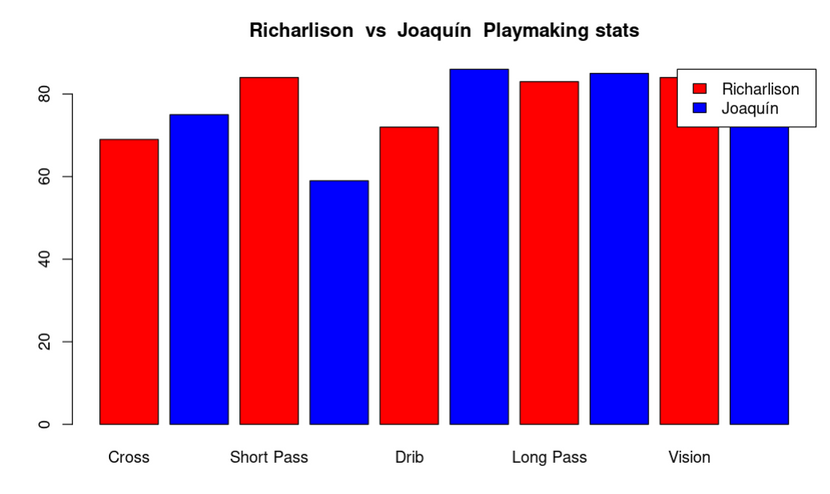 Richarlison vs Joaquín Playmaking stats
Richarlison
Joaquín
80
60
40
20
0
Cross Short Pass Drib Long Pass Vision